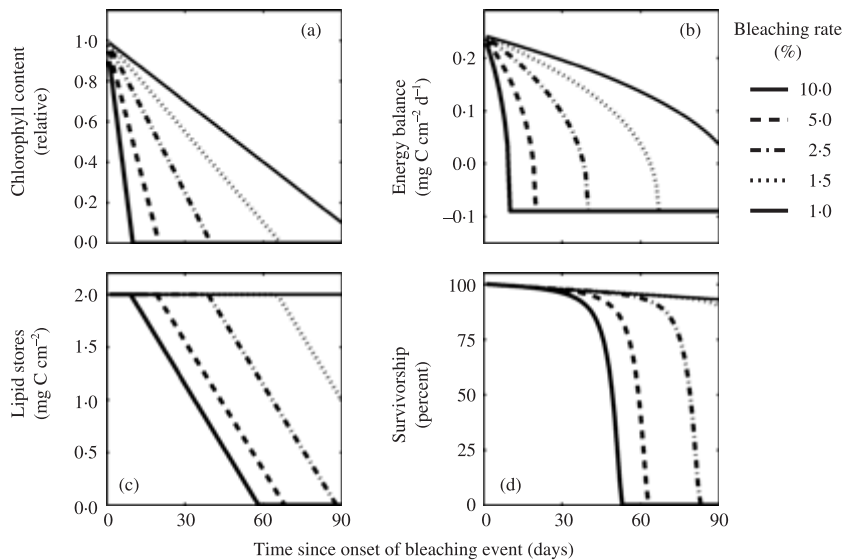 (a)
Chlorophyll content
(relative)
1·0
0·8
0·6
0·4
0·2
0·0
(b)
Energy balance
(mg C cm⁻² d⁻¹)
0·2
0·1
0·0
−0·1
Bleaching rate
(%)
10·0
5·0
2·5
1·5
1·0
(c)
Lipid stores
(mg C cm⁻²)
2·0
1·5
1·0
0·5
0·0
0 30 60 90
(d)
Survivorship
(percent)
100
75
50
25
0
0 30 60 90
Time since onset of bleaching event (days)